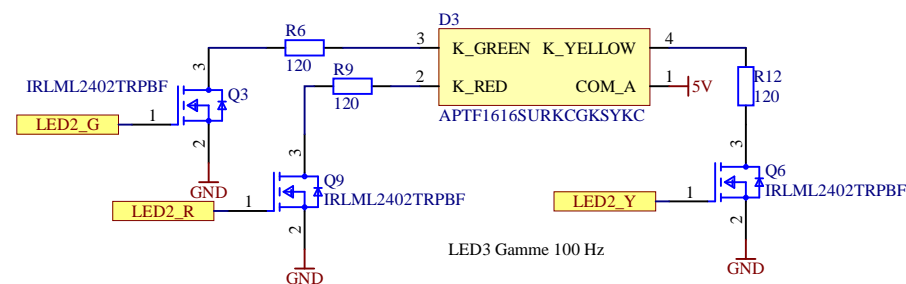 D3
R6
120
3
K_GREEN
K_YELLOW
4
R9
120
2
K_RED
COM_A
1
5V
R12
120
APTF1616SURKCGKSYKC
3
IRLML2402TRPBF
Q3
LED2_G
1
2
GND
3
Q9
IRLML2402TRPBF
LED2_R
1
2
GND
3
Q6
IRLML2402TRPBF
LED2_Y
1
2
GND
LED3 Gamme 100 Hz